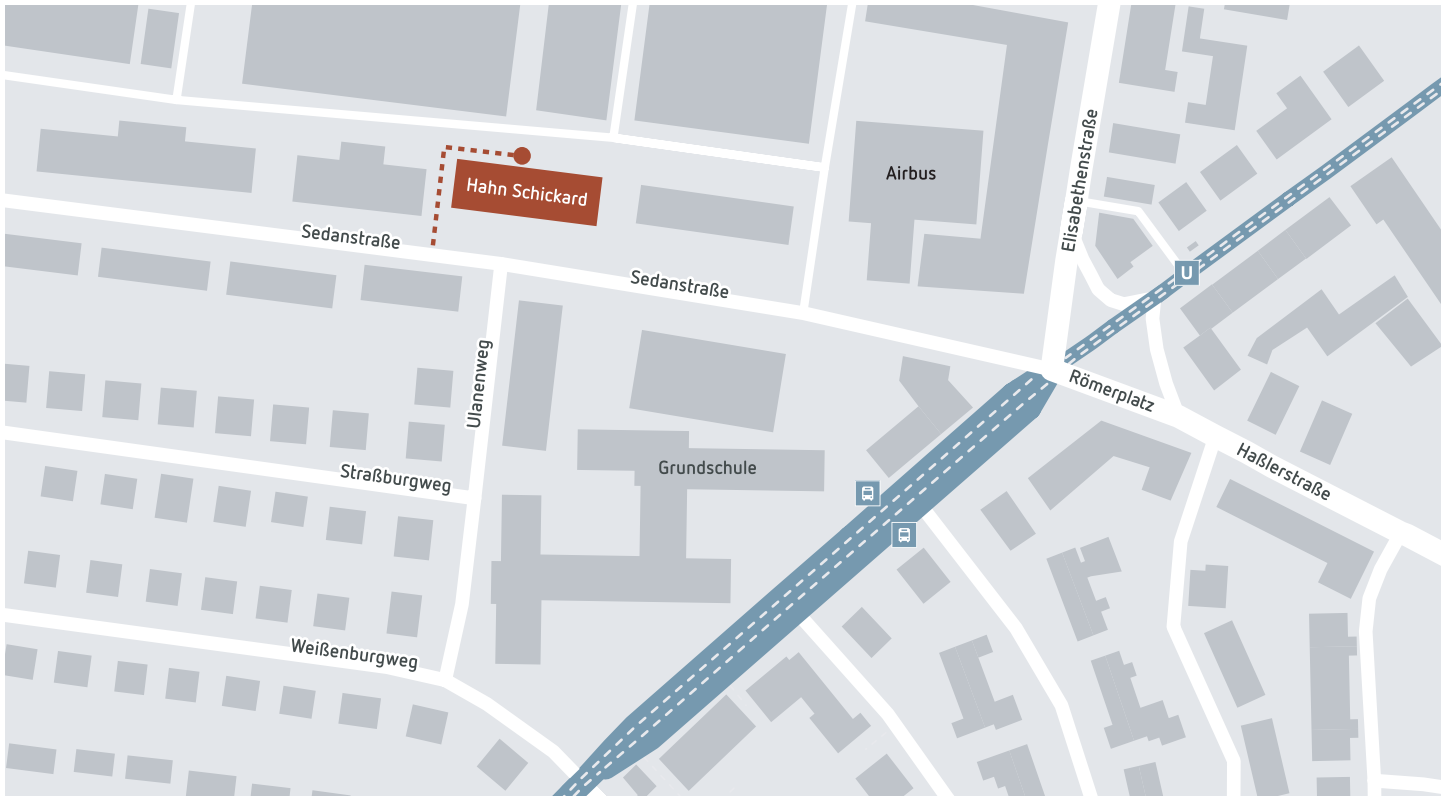 Elisabethenstraße
Airbus
Hahn Schickard
Sedanstraße
Sedanstraße
U
Ulanenweg
Römerplatz
Grundschule
Haßlerstraße
Straßburgweg
Weißenburgweg